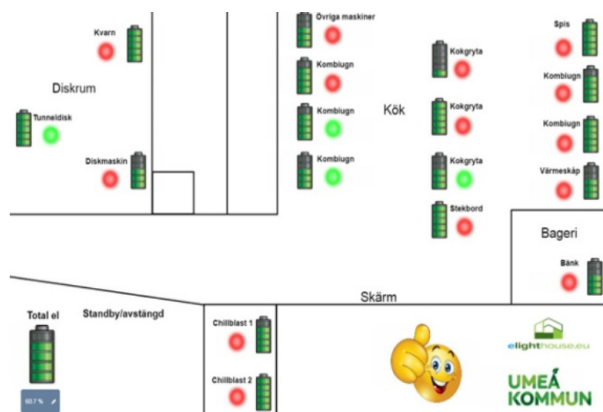 Kvarn
Övriga maskiner
Spis
Kokgryta
Kombiugn
Kombiugn
Diskrum
Kombiugn
Kök
Kokgryta
Kombiugn
Tunneldisk
Diskmaskin
Kombiugn
Kokgryta
Värmeskåp
Stekbord
Bageri
Bänk
Skärm
Total el
Standby/avstängd
Chillblast 1
elighthouse.eu
Chillblast 2
UMEÅ
KOMMUN